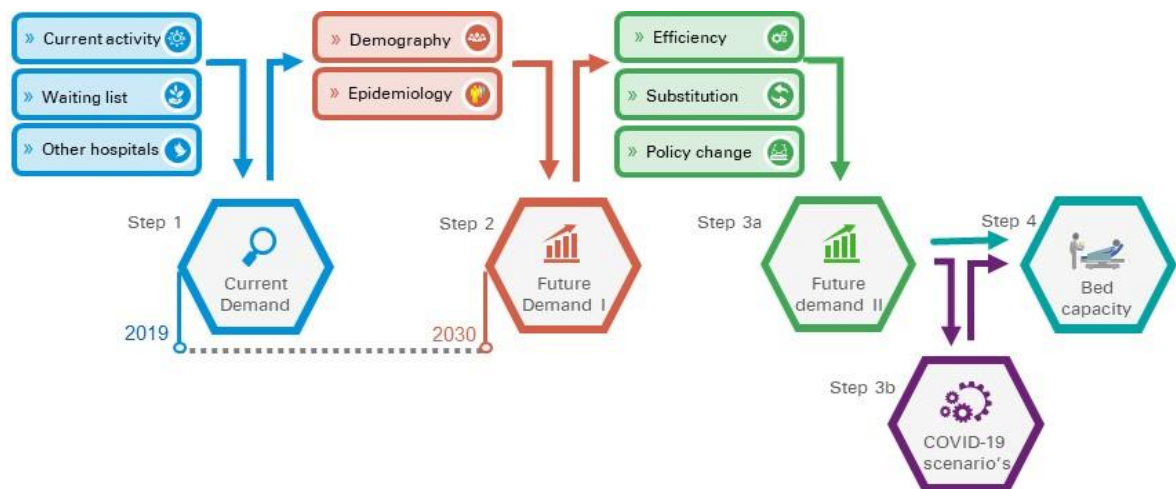 » Current activity
» Waiting list
» Other hospitals
» Demography
» Epidemiology
» Efficiency
» Substitution
» Policy change
Step 1
Current
Demand
2019
Step 2
Future
Demand I
2030
Step 3a
Future
demand II
Step 4
Bed
capacity
Step 3b
COVID-19
scenario's